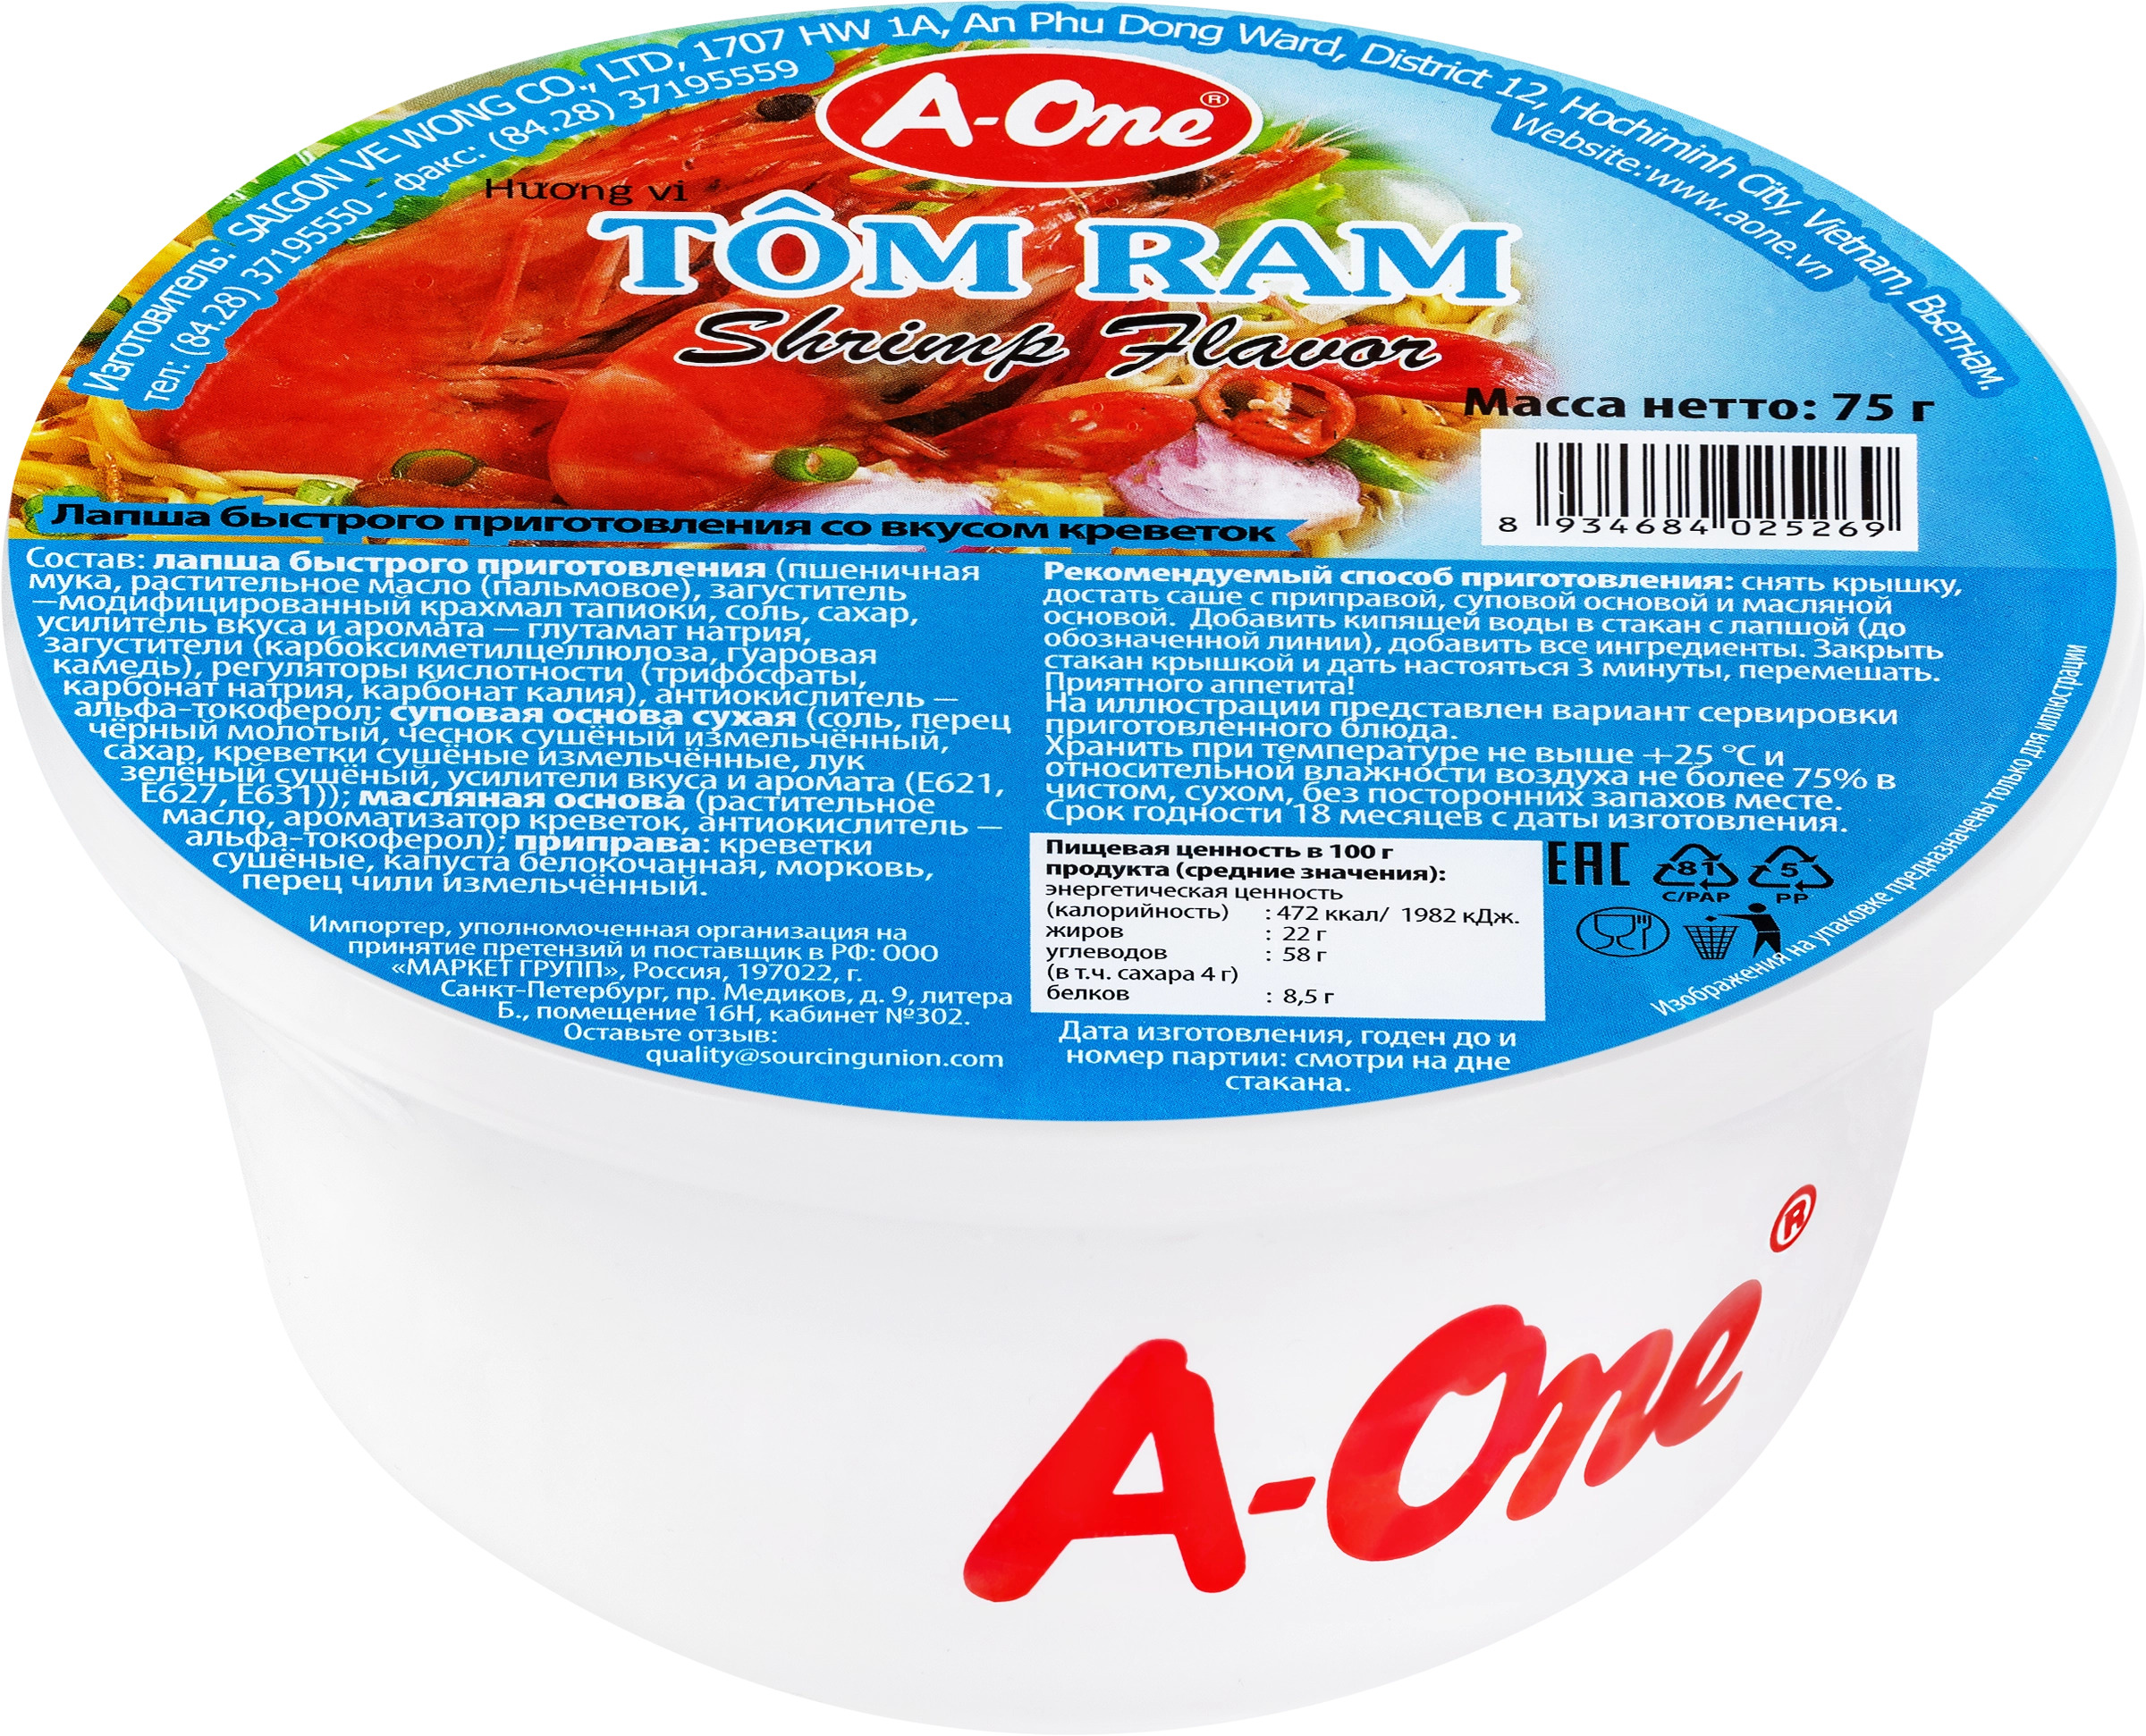 Изготовитель: SAIGON VE WONG CO., LTD, 1707 HW 1A, An Phu Dong Ward, District 12, Hochiminh City, Vietnam, Вьетнам.
тел: (84.28) 37195550 - факс: (84.28) 37195559
Website:www.aone.vn
A-One®
Hương vi
TÔM RAM
Shrimp Flavor
Масса нетто: 75 г
8 934684 025269
Лапша быстрого приготовления со вкусом креветок
Состав: лапша быстрого приготовления (пшеничная
мука, растительное масло (пальмовое), загуститель
—модифицированный крахмал тапиоки, соль, сахар,
усилитель вкуса и аромата — глутамат натрия,
загустители (карбоксиметилцеллюлоза, гуаровая
камедь), регуляторы кислотности (трифосфаты,
карбонат натрия, карбонат калия), антиокислитель —
альфа-токоферол; суповая основа сухая (соль, перец
чёрный молотый, чеснок сушёный измельчённый,
сахар, креветки сушёные измельчённые, лук
зелёный сушёный, усилители вкуса и аромата (Е621,
Е627, Е631)); масляная основа (растительное
масло, ароматизатор креветок, антиокислитель —
альфа-токоферол); приправа: креветки
сушёные, капуста белокочанная, морковь,
перец чили измельчённый.
Импортер, уполномоченная организация на
принятие претензий и поставщик в РФ: ООО
«МАРКЕТ ГРУПП», Россия, 197022, г.
Санкт-Петербург, пр. Медиков, д. 9, литера
Б., помещение 16Н, кабинет №302.
Оставьте отзыв:
quality@sourcingunion.com
Рекомендуемый способ приготовления: снять крышку,
достать саше с приправой, суповой основой и масляной
основой. Добавить кипящей воды в стакан с лапшой (до
обозначенной линии), добавить все ингредиенты. Закрыть
стакан крышкой и дать настояться 3 минуты, перемешать.
Приятного аппетита!
На иллюстрации представлен вариант сервировки
приготовленного блюда.
Хранить при температуре не выше +25 °С и
относительной влажности воздуха не более 75% в
чистом, сухом, без посторонних запахов месте.
Срок годности 18 месяцев с даты изготовления.
Пищевая ценность в 100 г
продукта (средние значения):
энергетическая ценность
(калорийность) : 472 ккал/ 1982 кДж.
жиров : 22 г
углеводов : 58 г
(в т.ч. сахара 4 г)
белков : 8,5 г
EAC
81
C/PAP
5
PP
Дата изготовления, годен до и
номер партии: смотри на дне
стакана.
Изображения на упаковке предназначены только для иллюстрации
A-One®